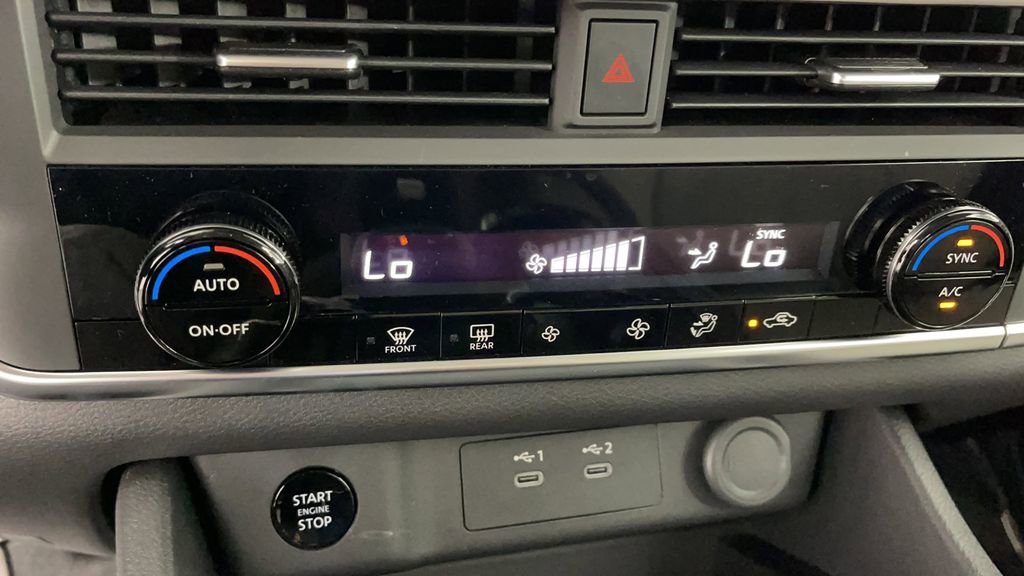 AUTO
ON·OFF
Lo
SYNC
Lo
SYNC
A/C
FRONT
REAR
1
2
START
ENGINE
STOP